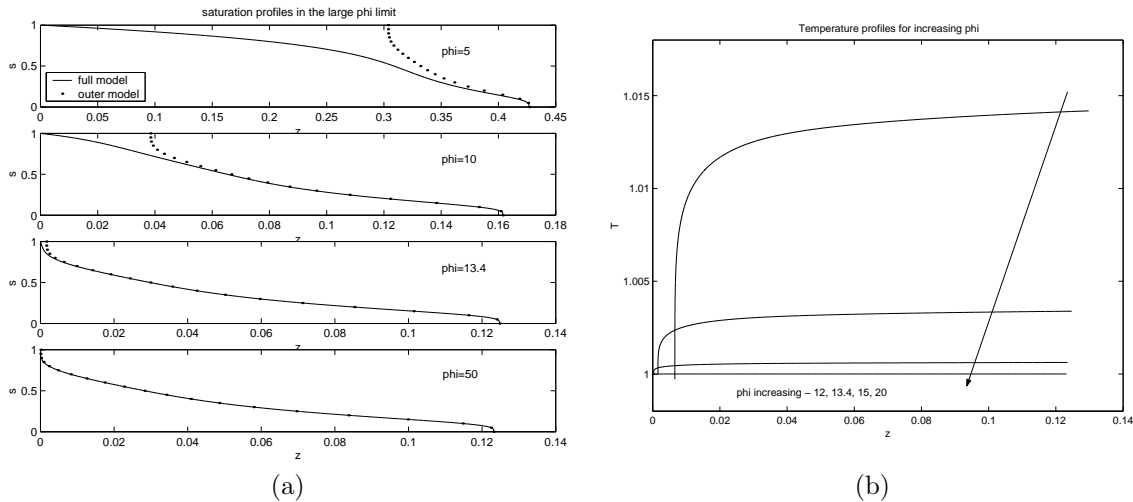 saturation profiles in the large phi limit
1
0.5
0
s
phi=5
full model
outer model
0 0.05 0.1 0.15 0.2 0.25 0.3 0.35 0.4 0.45
z
1
0.5
0
s
phi=10
0 0.02 0.04 0.06 0.08 0.1 0.12 0.14 0.16 0.18
z
1
0.5
0
s
phi=13.4
0 0.02 0.04 0.06 0.08 0.1 0.12 0.14
z
1
0.5
0
s
phi=50
0 0.02 0.04 0.06 0.08 0.1 0.12 0.14
z
(a)
Temperature profiles for increasing phi
1.015
1.01
1.005
1
T
phi increasing − 12, 13.4, 15, 20
0 0.02 0.04 0.06 0.08 0.1 0.12 0.14
z
(b)